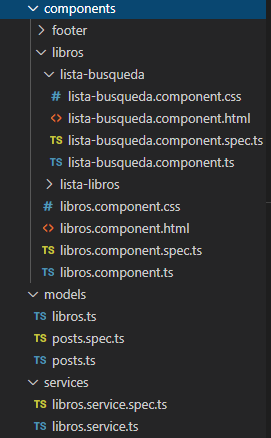 components
footer
libros
lista-busqueda
# lista-busqueda.component.css
<> lista-busqueda.component.html
TS lista-busqueda.component.spec.ts
TS lista-busqueda.component.ts
lista-libros
# libros.component.css
<> libros.component.html
TS libros.component.spec.ts
TS libros.component.ts
models
TS libros.ts
TS posts.spec.ts
TS posts.ts
services
TS libros.service.spec.ts
TS libros.service.ts